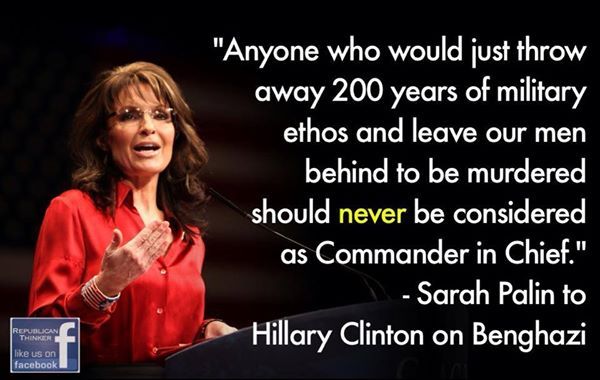 "Anyone who would just throw
away 200 years of military
ethos and leave our men
behind to be murdered
should never be considered
as Commander in Chief."
- Sarah Palin to
Hillary Clinton on Benghazi
REPUBLICAN
THINKER
like us on
facebook
f